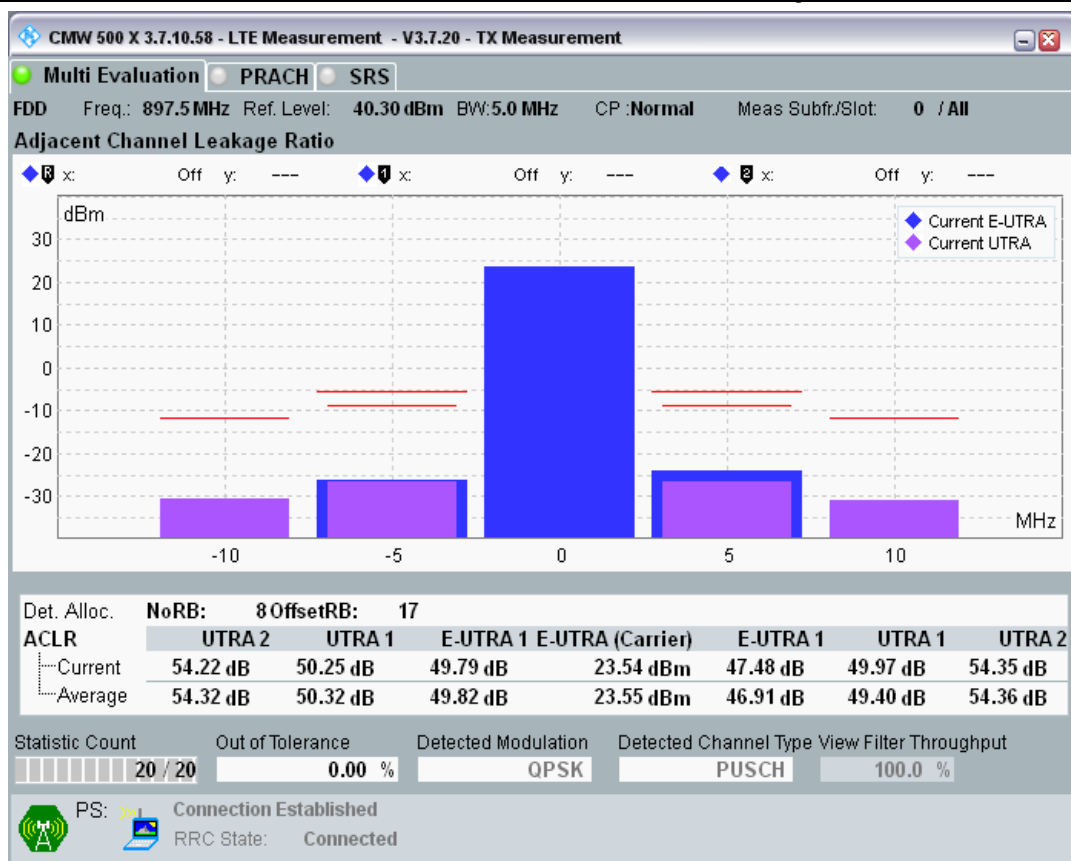 CMW 500 X 3.7.10.58 - LTE Measurement - V3.7.20 - TX Measurement
Multi Evaluation PRACH SRS
FDD Freq.: 897.5 MHz Ref. Level: 40.30 dBm BW:5.0 MHz CP :Normal Meas Subfr./Slot: 0 / All
Adjacent Channel Leakage Ratio
R x: Off y: --- 1 x: Off y: --- 2 x: Off y: ---
dBm
Current E-UTRA
Current UTRA
30
20
10
0
-10
-20
-30
MHz
-10 -5 0 5 10
Det. Alloc. NoRB: 8 OffsetRB: 17
ACLR UTRA 2 UTRA 1 E-UTRA 1 E-UTRA (Carrier) E-UTRA 1 UTRA 1 UTRA 2
Current 54.22 dB 50.25 dB 49.79 dB 23.54 dBm 47.48 dB 49.97 dB 54.35 dB
Average 54.32 dB 50.32 dB 49.82 dB 23.55 dBm 46.91 dB 49.40 dB 54.36 dB
Statistic Count Out of Tolerance Detected Modulation Detected Channel Type View Filter Throughput
20 / 20 0.00 % QPSK PUSCH 100.0 %
PS: Connection Established
RRC State: Connected